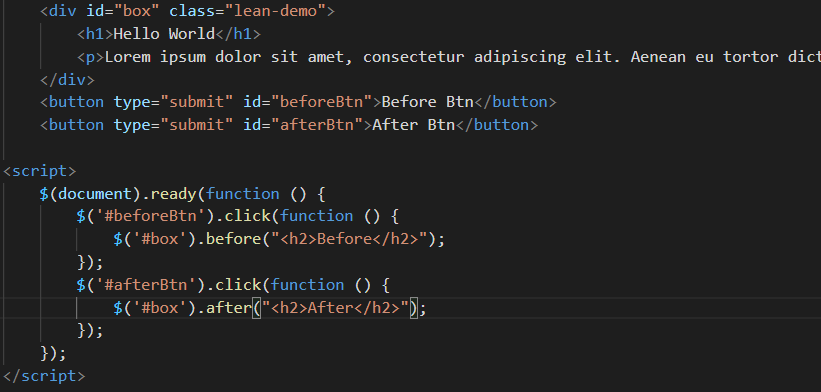 <div id="box" class="lean-demo">
<h1>Hello World</h1>
<p>Lorem ipsum dolor sit amet, consectetur adipiscing elit. Aenean eu tortor dict
</div>
<button type="submit" id="beforeBtn">Before Btn</button>
<button type="submit" id="afterBtn">After Btn</button>
<script>
$(document).ready(function () {
$('#beforeBtn').click(function () {
$('#box').before("<h2>Before</h2>");
});
$('#afterBtn').click(function () {
$('#box').after("<h2>After</h2>");
});
});
</script>